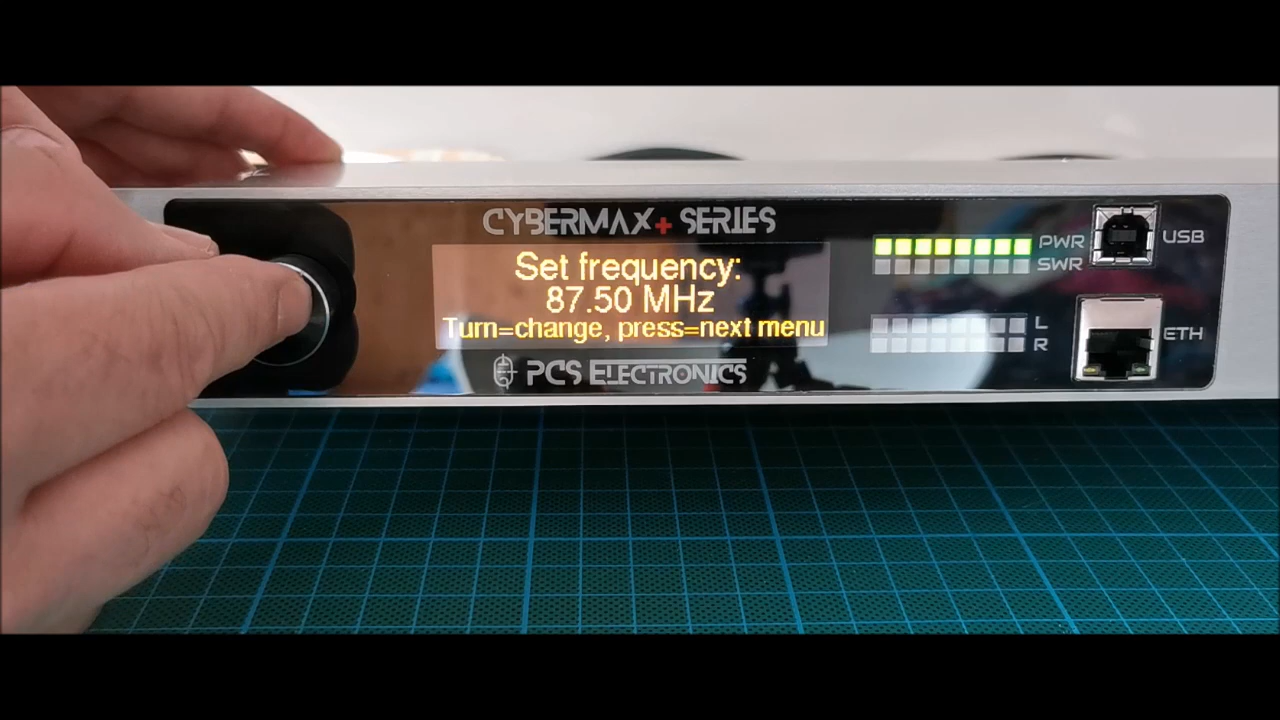 CYBERMAX+ SERIES
Set frequency:
87.50 MHz
Turn=change, press=next menu
PCS ELECTRONICS
PWR
SWR
L
R
USB
ETH